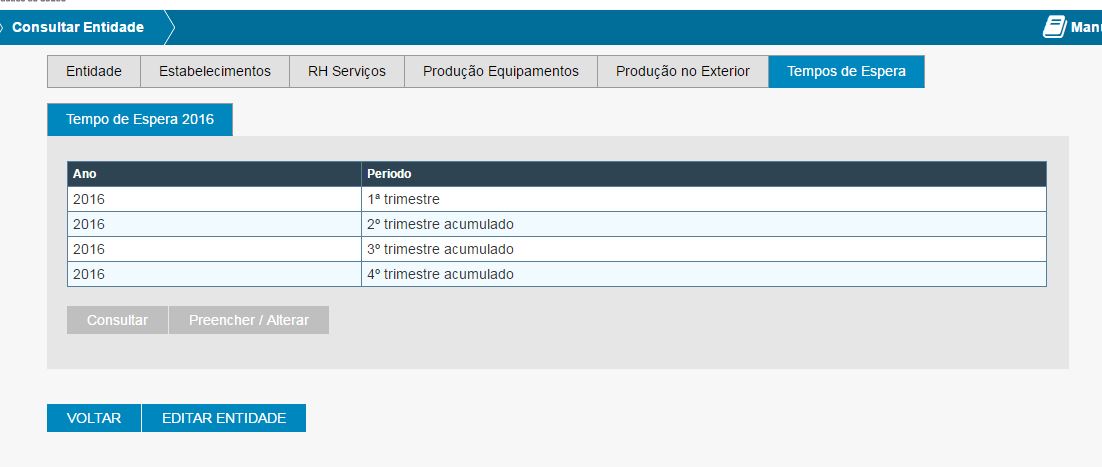 Consultar Entidade
Manu
Entidade Estabelecimentos RH Serviços Produção Equipamentos Produção no Exterior Tempos de Espera
Tempo de Espera 2016
Ano Periodo
2016 1ª trimestre
2016 2º trimestre acumulado
2016 3º trimestre acumulado
2016 4º trimestre acumulado
Consultar Preencher / Alterar
VOLTAR EDITAR ENTIDADE